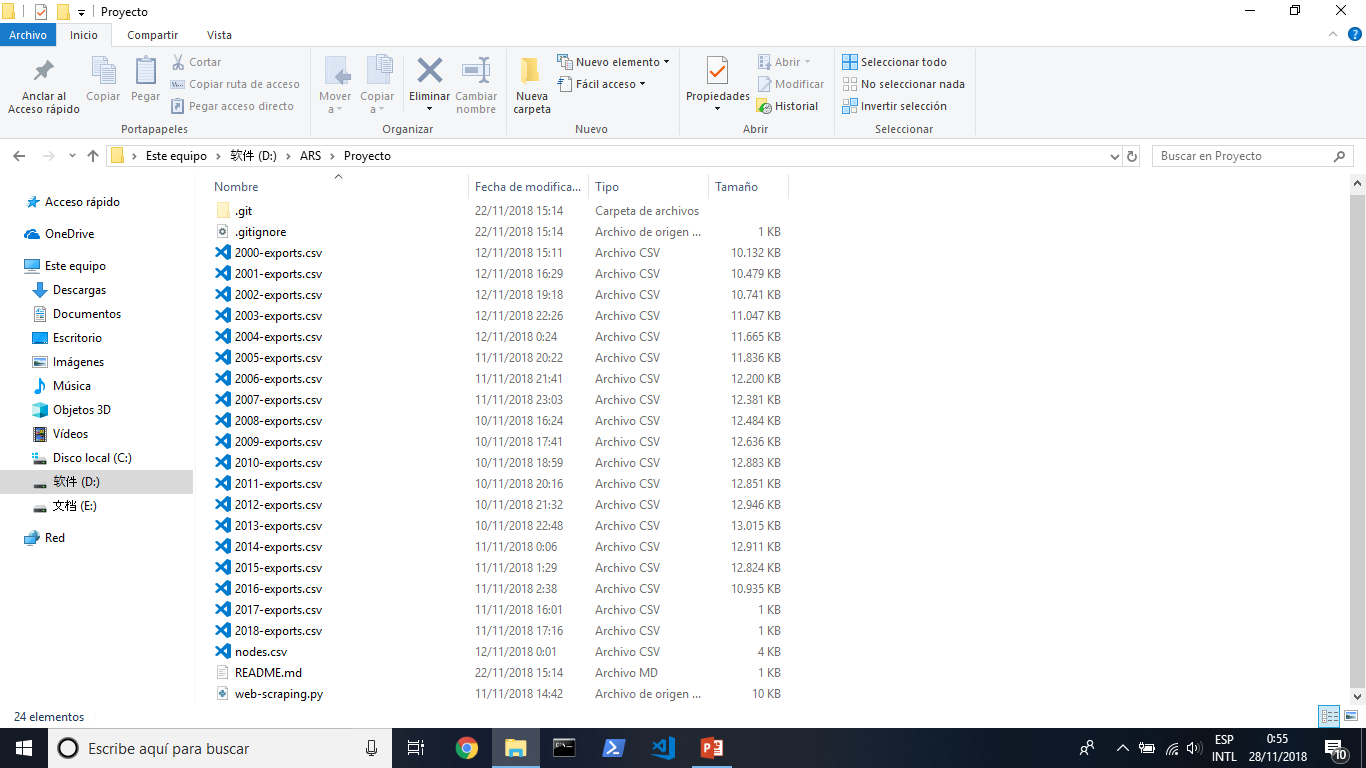 Proyecto
Archivo Inicio Compartir Vista
Anclar al Acceso rápido
Copiar
Pegar
Cortar
Copiar ruta de acceso
Pegar acceso directo
Portapapeles
Mover a
Copiar a
Eliminar
Cambiar nombre
Organizar
Nueva carpeta
Nuevo elemento
Fácil acceso
Nuevo
Propiedades
Abrir
Modificar
Historial
Abrir
Seleccionar todo
No seleccionar nada
Invertir selección
Seleccionar
Este equipo > 软件 (D:) > ARS > Proyecto
Buscar en Proyecto
Acceso rápido
OneDrive
Este equipo
Descargas
Documentos
Escritorio
Imágenes
Música
Objetos 3D
Vídeos
Disco local (C:)
软件 (D:)
文档 (E:)
Red
Nombre Fecha de modifica... Tipo Tamaño
.git 22/11/2018 15:14 Carpeta de archivos
.gitignore 22/11/2018 15:14 Archivo de origen ... 1 KB
2000-exports.csv 12/11/2018 15:11 Archivo CSV 10.132 KB
2001-exports.csv 12/11/2018 16:29 Archivo CSV 10.479 KB
2002-exports.csv 12/11/2018 19:18 Archivo CSV 10.741 KB
2003-exports.csv 12/11/2018 22:26 Archivo CSV 11.047 KB
2004-exports.csv 12/11/2018 0:24 Archivo CSV 11.665 KB
2005-exports.csv 11/11/2018 20:22 Archivo CSV 11.836 KB
2006-exports.csv 11/11/2018 21:41 Archivo CSV 12.200 KB
2007-exports.csv 11/11/2018 23:03 Archivo CSV 12.381 KB
2008-exports.csv 10/11/2018 16:24 Archivo CSV 12.484 KB
2009-exports.csv 10/11/2018 17:41 Archivo CSV 12.636 KB
2010-exports.csv 10/11/2018 18:59 Archivo CSV 12.883 KB
2011-exports.csv 10/11/2018 20:16 Archivo CSV 12.851 KB
2012-exports.csv 10/11/2018 21:32 Archivo CSV 12.946 KB
2013-exports.csv 10/11/2018 22:48 Archivo CSV 13.015 KB
2014-exports.csv 11/11/2018 0:06 Archivo CSV 12.911 KB
2015-exports.csv 11/11/2018 1:29 Archivo CSV 12.824 KB
2016-exports.csv 11/11/2018 2:38 Archivo CSV 10.935 KB
2017-exports.csv 11/11/2018 16:01 Archivo CSV 1 KB
2018-exports.csv 11/11/2018 17:16 Archivo CSV 1 KB
nodes.csv 12/11/2018 0:01 Archivo CSV 4 KB
README.md 22/11/2018 15:14 Archivo MD 1 KB
web-scraping.py 11/11/2018 14:42 Archivo de origen ... 10 KB
24 elementos
Escribe aquí para buscar
ESP
INTL
0:55
28/11/2018
10